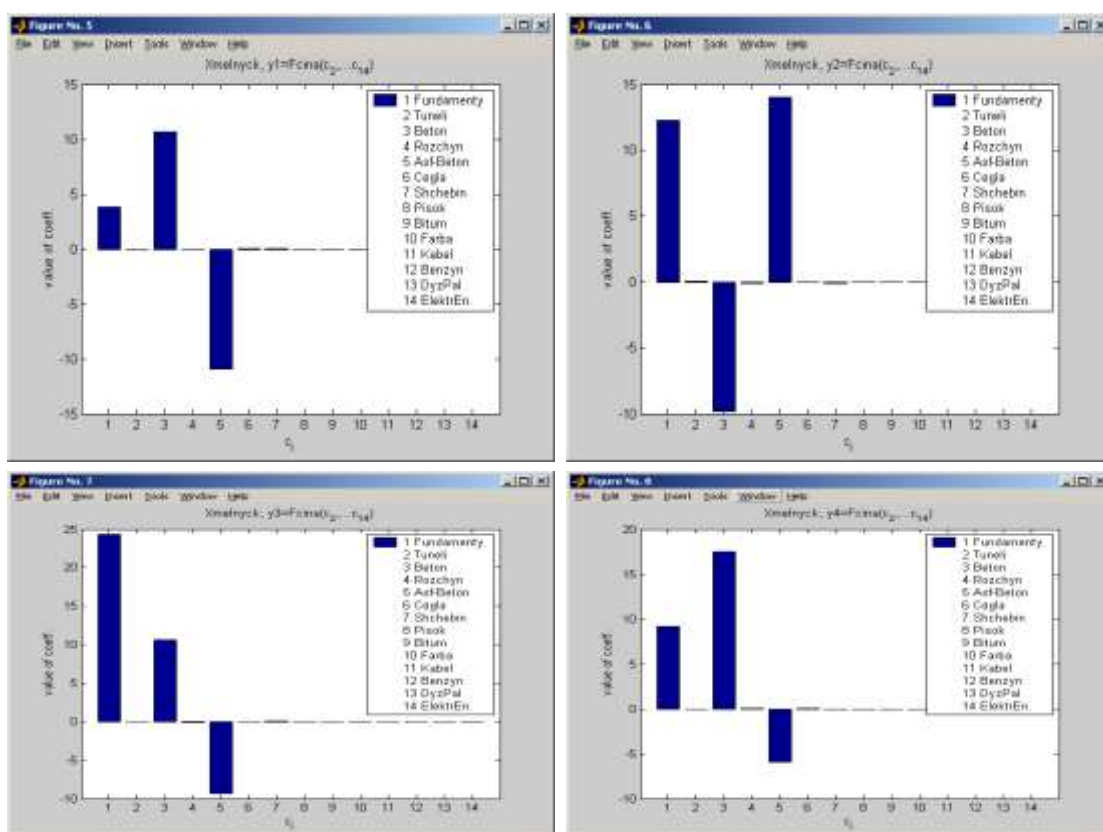 Figure No. 5
File Edit View Insert Tools Window Help
Xmelnyck, y1=Fcina(c2,...c14)
value of coeff.
15
10
5
0
-5
-10
-15
1 2 3 4 5 6 7 8 9 10 11 12 13 14
ci
1 Fundamenty
2 Tuneli
3 Beton
4 Rozchyn
5 Asf-Beton
6 Cegla
7 Shchebin
8 Pisok
9 Bitum
10 Farba
11 Kabel
12 Benzyn
13 DyzPal
14 ElektrEn
Figure No. 6
File Edit View Insert Tools Window Help
Xmelnyck, y2=Fcina(c2,...c14)
value of coeff.
15
10
5
0
-5
-10
1 2 3 4 5 6 7 8 9 10 11 12 13 14
ci
1 Fundamenty
2 Tuneli
3 Beton
4 Rozchyn
5 Asf-Beton
6 Cegla
7 Shchebin
8 Pisok
9 Bitum
10 Farba
11 Kabel
12 Benzyn
13 DyzPal
14 ElektrEn
Figure No. 7
File Edit View Insert Tools Window Help
Xmelnyck, y3=Fcina(c2,...c14)
value of coeff.
25
20
15
10
5
0
-5
-10
1 2 3 4 5 6 7 8 9 10 11 12 13 14
ci
1 Fundamenty
2 Tuneli
3 Beton
4 Rozchyn
5 Asf-Beton
6 Cegla
7 Shchebin
8 Pisok
9 Bitum
10 Farba
11 Kabel
12 Benzyn
13 DyzPal
14 ElektrEn
Figure No. 8
File Edit View Insert Tools Window Help
Xmelnyck, y4=Fcina(c2,...c14)
value of coeff.
20
15
10
5
0
-5
-10
1 2 3 4 5 6 7 8 9 10 11 12 13 14
ci
1 Fundamenty
2 Tuneli
3 Beton
4 Rozchyn
5 Asf-Beton
6 Cegla
7 Shchebin
8 Pisok
9 Bitum
10 Farba
11 Kabel
12 Benzyn
13 DyzPal
14 ElektrEn